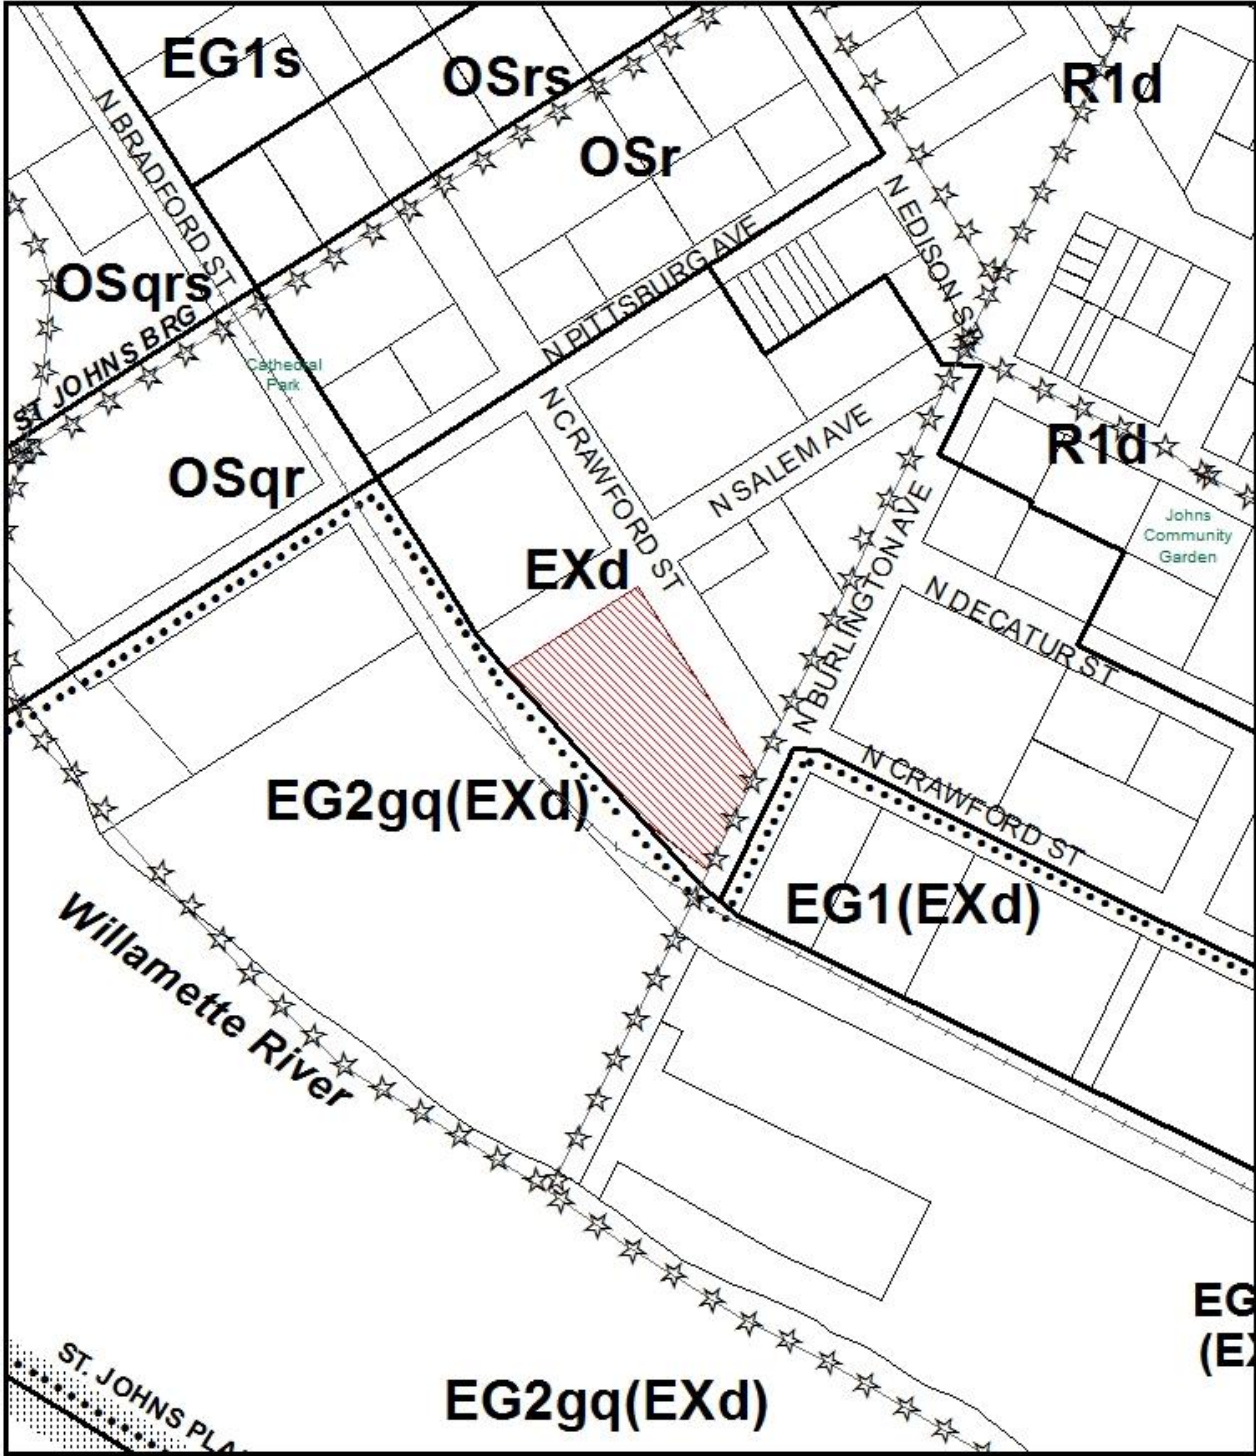 EG1s
OSrs
R1d
OSr
N BRADFORD ST
N EDISON ST
OSqrs
N PITTSBURG AVE
ST JOHNS BRG
Cathedral
Park
N CRAWFORD ST
N SALEM AVE
R1d
OSqr
Johns
Community
Garden
EXd
N BURLINGTON AVE
N DECATUR ST
EG2gq(EXd)
N CRAWFORD ST
EG1(EXd)
Willamette River
EG
(EX
ST. JOHNS PLA
EG2gq(EXd)